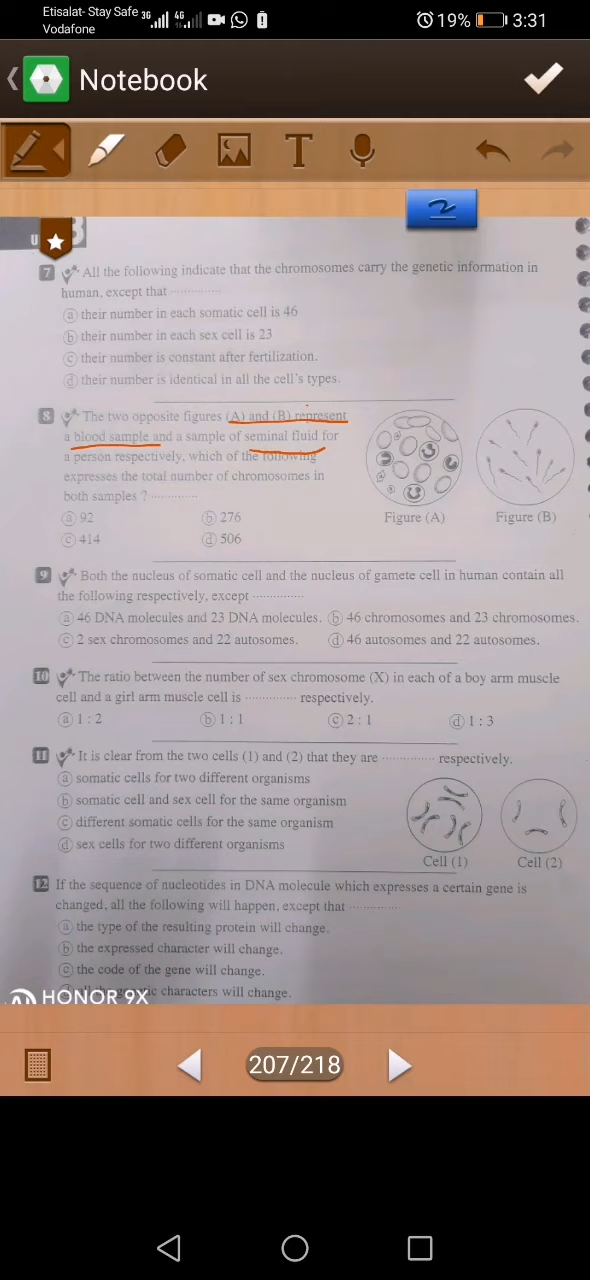 Etisalat- Stay Safe 3G 4G
Vodafone
19% 3:31
Notebook
T
2
U
3
7 All the following indicate that the chromosomes carry the genetic information in
human, except that ..............
a their number in each somatic cell is 46
b their number in each sex cell is 23
c their number is constant after fertilization.
d their number is identical in all the cell's types.
8 The two opposite figures (A) and (B) represent
a blood sample and a sample of seminal fluid for
a person respectively, which of the following
expresses the total number of chromosomes in
both samples ? .............
a 92 b 276
c 414 d 506
Figure (A) Figure (B)
9 Both the nucleus of somatic cell and the nucleus of gamete cell in human contain all
the following respectively, except ..............
a 46 DNA molecules and 23 DNA molecules. b 46 chromosomes and 23 chromosomes.
c 2 sex chromosomes and 22 autosomes. d 46 autosomes and 22 autosomes.
10 The ratio between the number of sex chromosome (X) in each of a boy arm muscle
cell and a girl arm muscle cell is .............. respectively.
a 1 : 2 b 1 : 1 c 2 : 1 d 1 : 3
11 It is clear from the two cells (1) and (2) that they are .............. respectively.
a somatic cells for two different organisms
b somatic cell and sex cell for the same organism
c different somatic cells for the same organism
d sex cells for two different organisms
Cell (1) Cell (2)
12 If the sequence of nucleotides in DNA molecule which expresses a certain gene is
changed, all the following will happen, except that ..............
a the type of the resulting protein will change.
b the expressed character will change.
c the code of the gene will change.
d all the genetic characters will change.
HONOR 9X
207/218